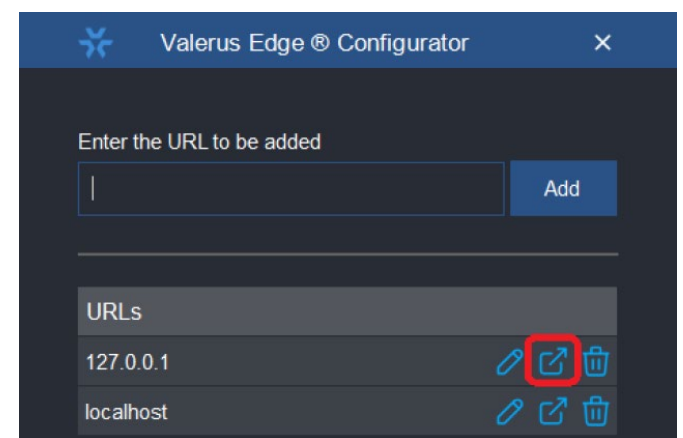 Valerus Edge ® Configurator
Enter the URL to be added
Add
URLs
127.0.0.1
localhost